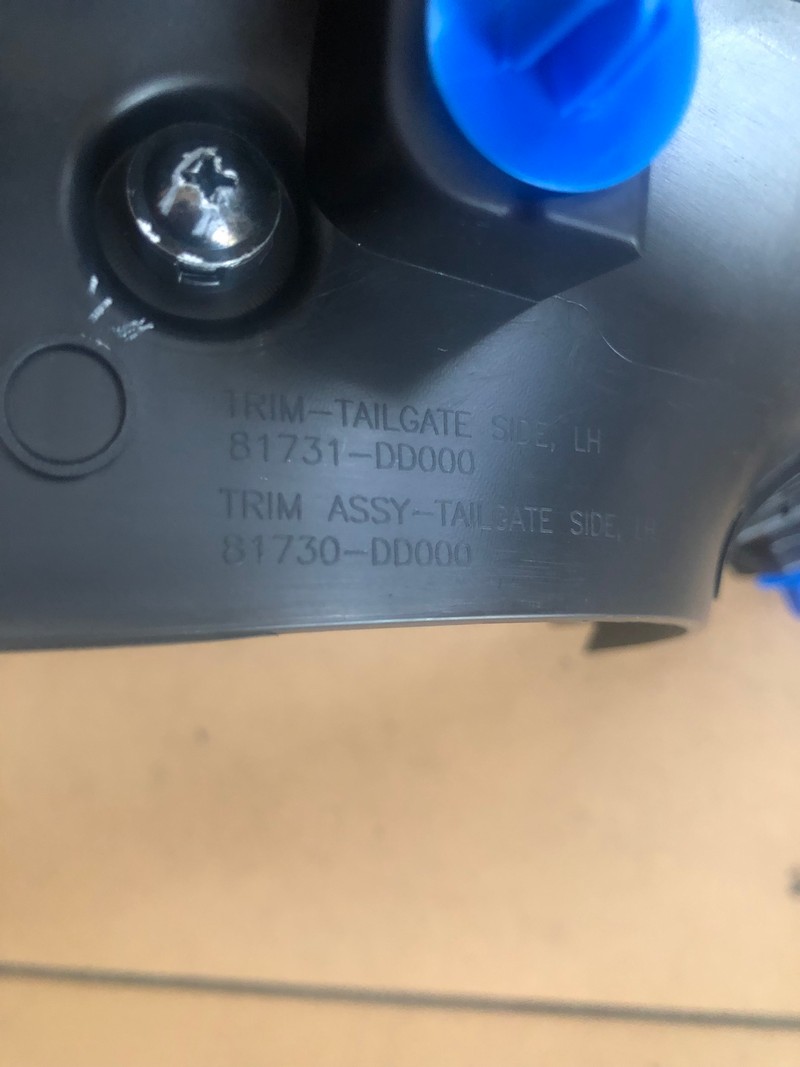 TRIM-TAILGATE SIDE, LH
81731-DD000
TRIM ASSY-TAILGATE SIDE, LH
81730-DD000